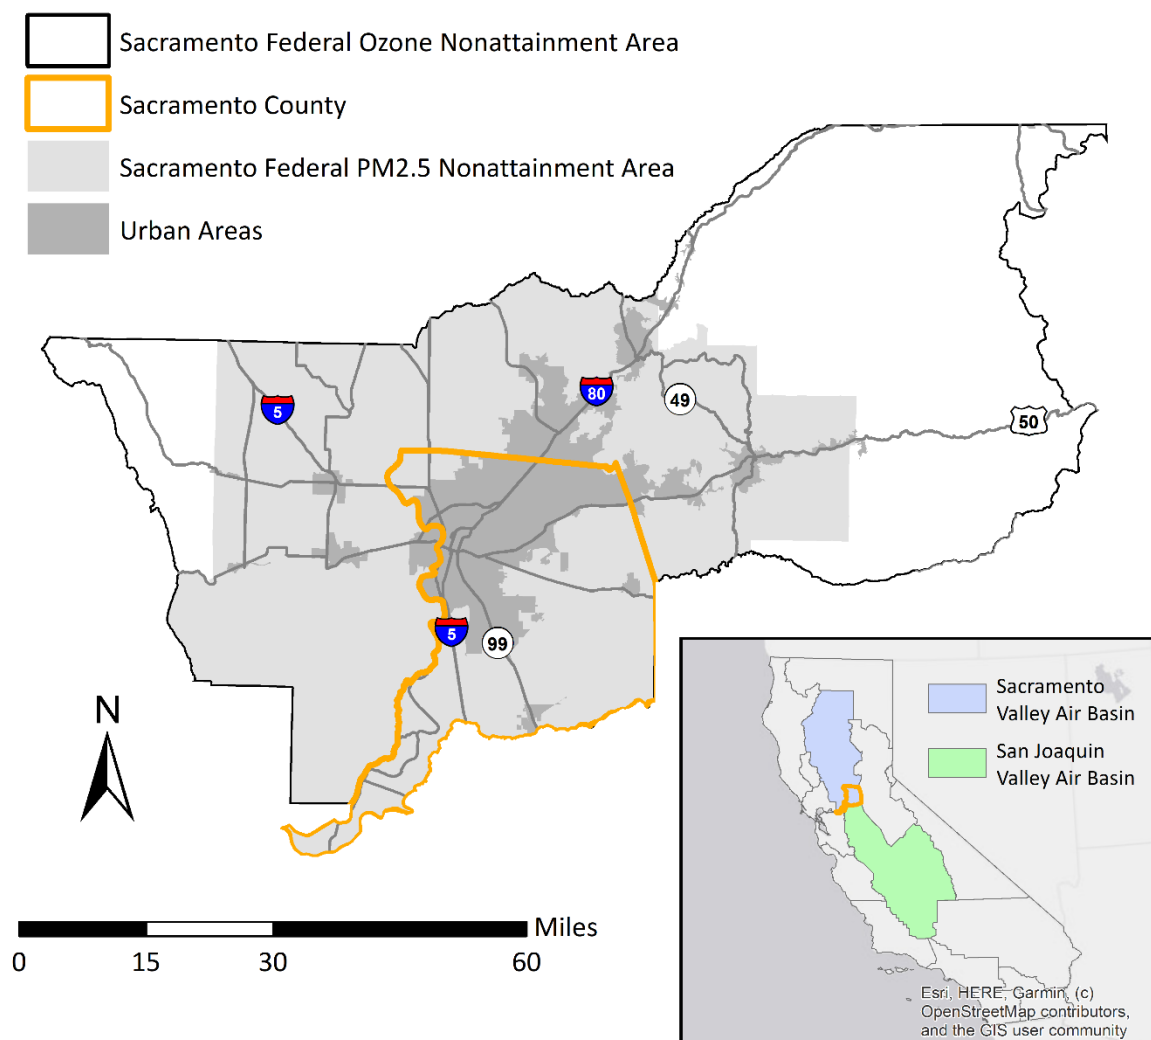 Sacramento Federal Ozone Nonattainment Area
Sacramento County
Sacramento Federal PM2.5 Nonattainment Area
Urban Areas
5
80
49
50
5
99
N
Miles
0 15 30 60
Sacramento
Valley Air Basin
San Joaquin
Valley Air Basin
Esri, HERE, Garmin, (c)
OpenStreetMap contributors,
and the GIS user community